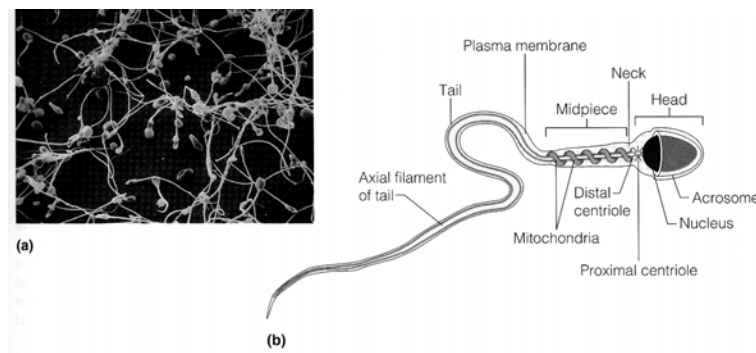 Plasma membrane
Neck
Tail
Midpiece
Head
Axial filament
of tail
Distal
centriole
Acrosome
Mitochondria
Nucleus
Proximal centriole
(a)
(b)